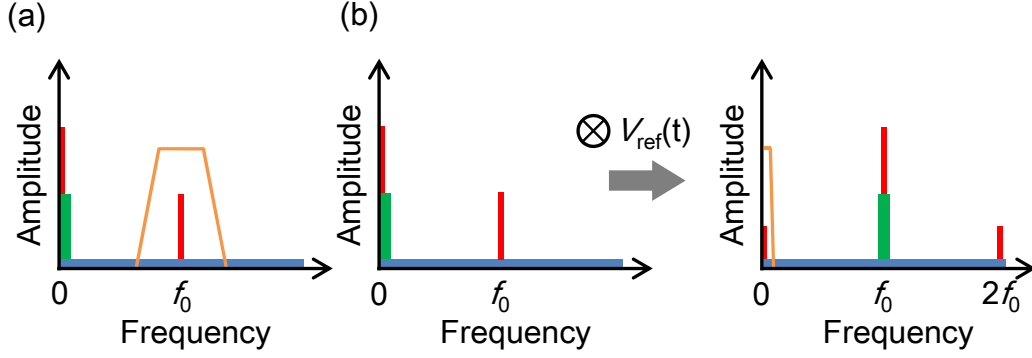 (a)
Amplitude
0
f₀
Frequency
(b)
Amplitude
0
f₀
Frequency
⊗ Vref(t)
Amplitude
0
f₀
2f₀
Frequency